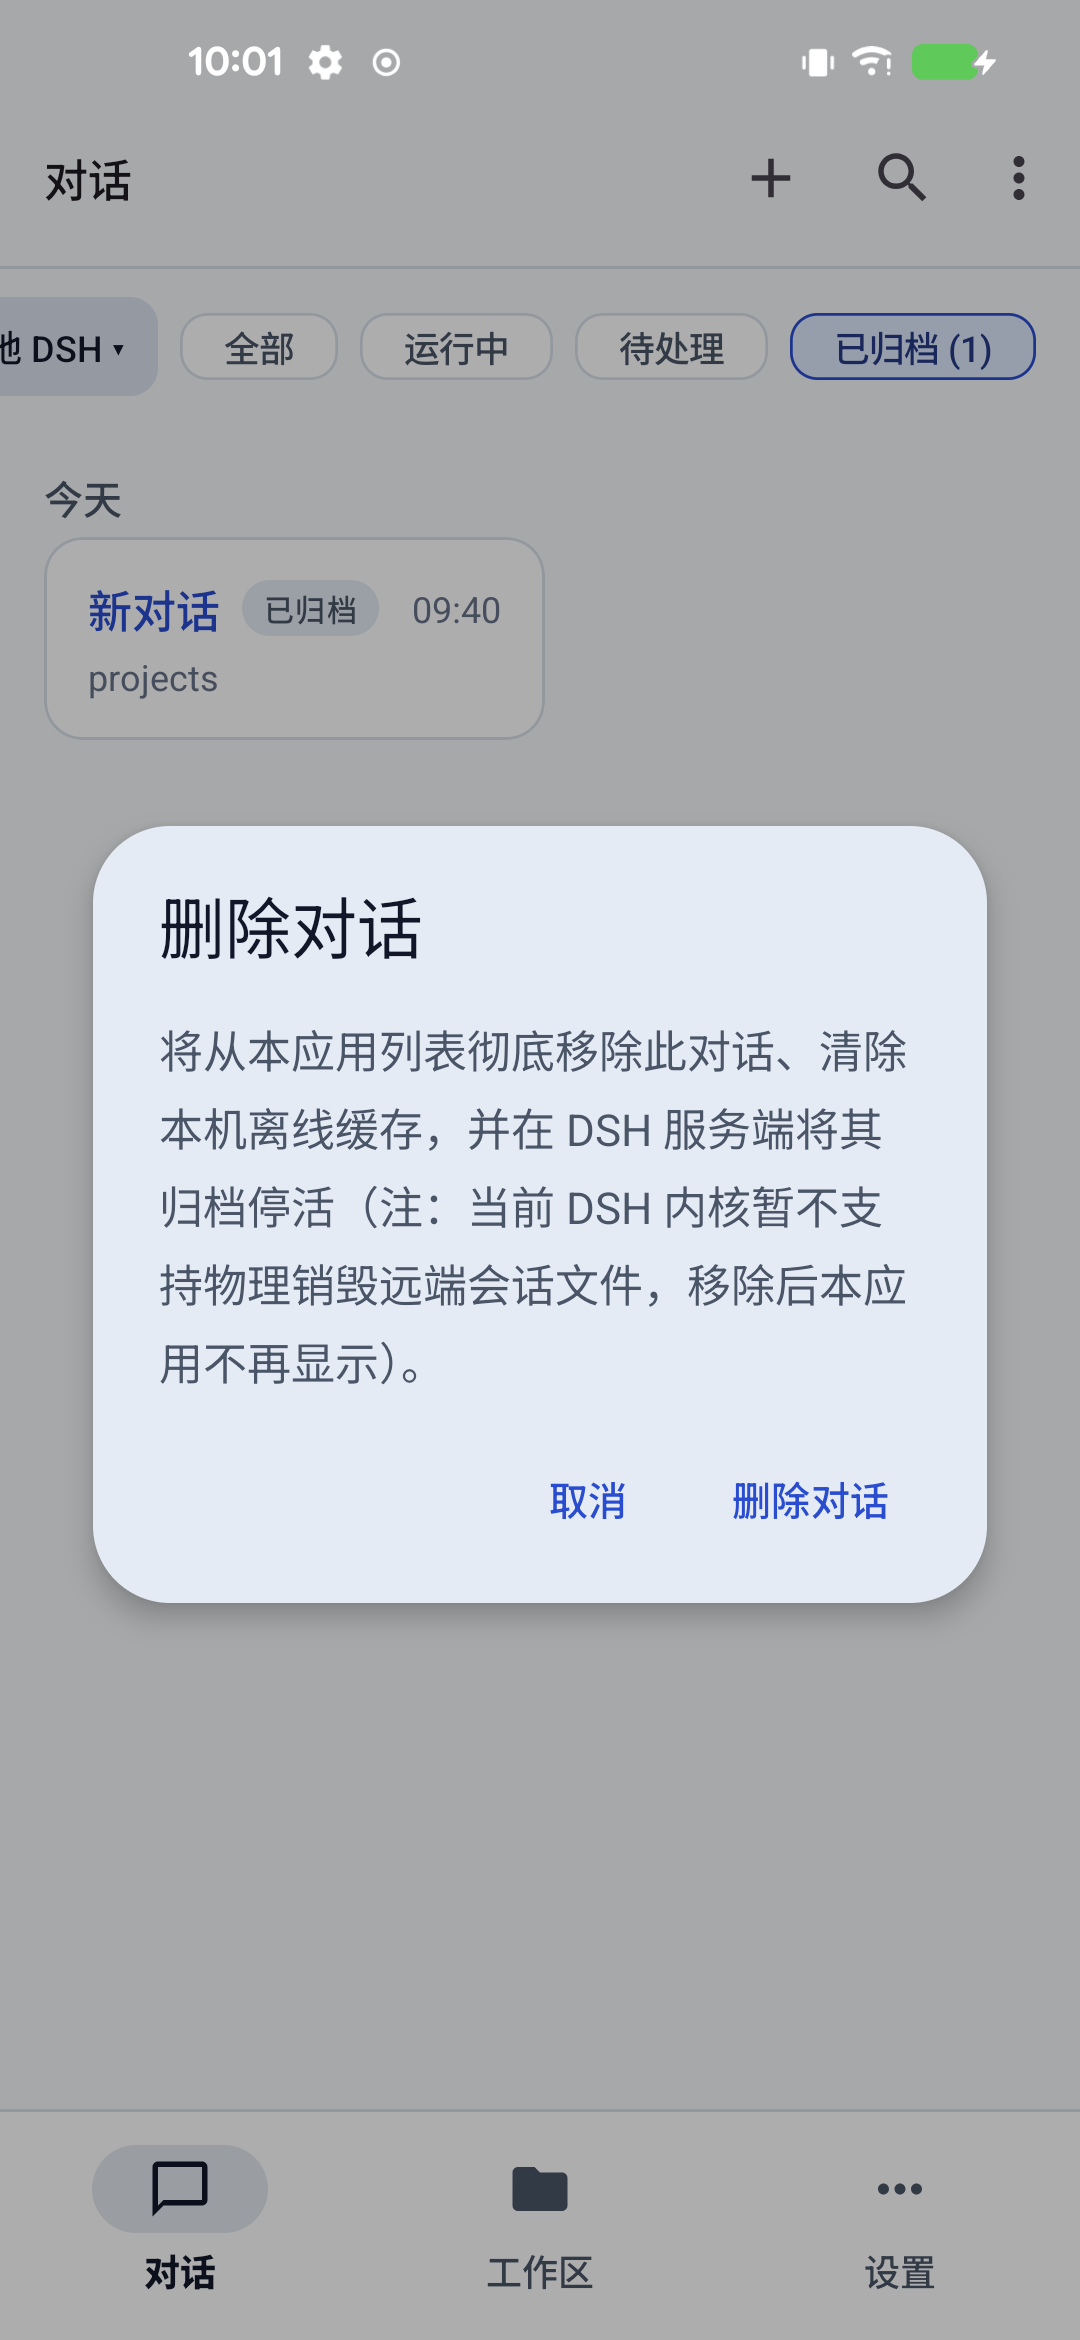 10:01
对话
DSH ▾
全部
运行中
待处理
已归档 (1)
今天
新对话
已归档
09:40
projects
删除对话
将从本应用列表彻底移除此对话、清除
本机离线缓存，并在 DSH 服务端将其
归档停活（注：当前 DSH 内核暂不支
持物理销毁远端会话文件，移除后本应
用不再显示）。
取消
删除对话
对话
工作区
设置